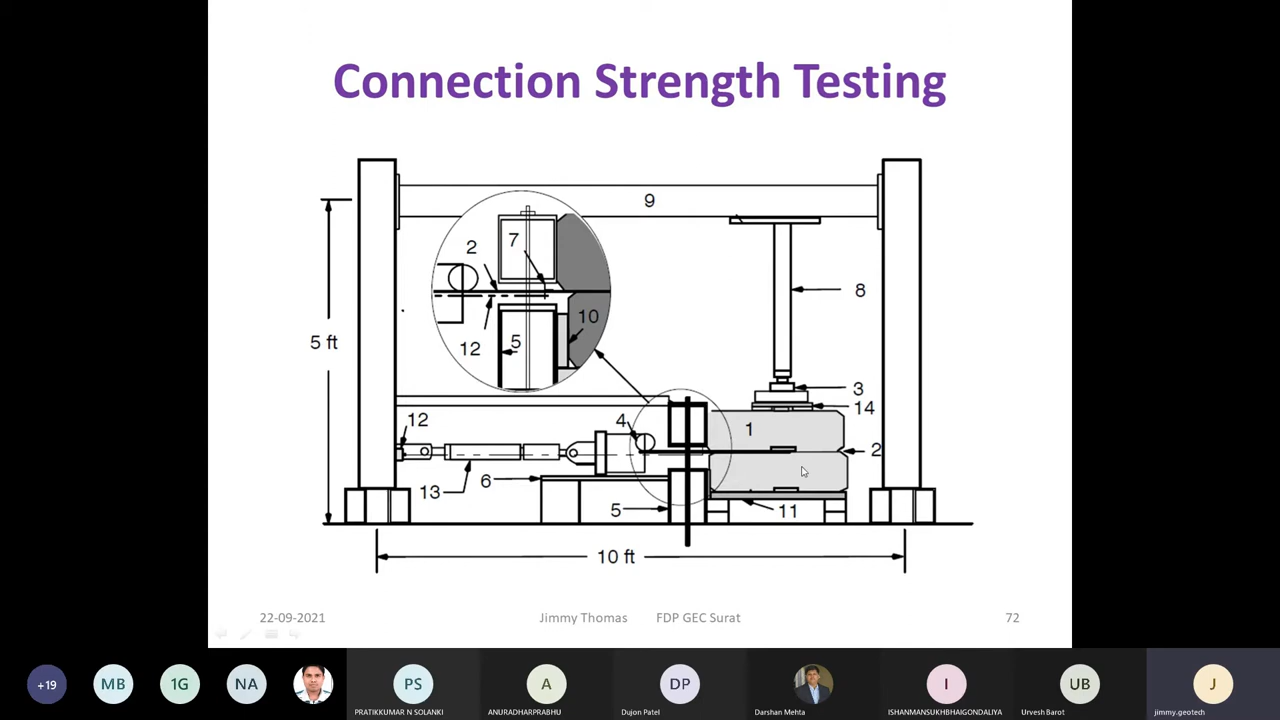 Connection Strength Testing
9
2
7
10
12
5
5 ft
8
3
14
12
4
1
2
13
6
5
11
10 ft
22-09-2021
Jimmy Thomas FDP GEC Surat
72
+19
MB
1G
NA
PS
A
DP
I
UB
J
PRATIKKUMAR N SOLANKI
ANURADHARPRABHU
Dujon Patel
Darshan Mehta
ISHANMANSUKHBHAIGONDALIYA
Urvesh Barot
jimmy.geotech